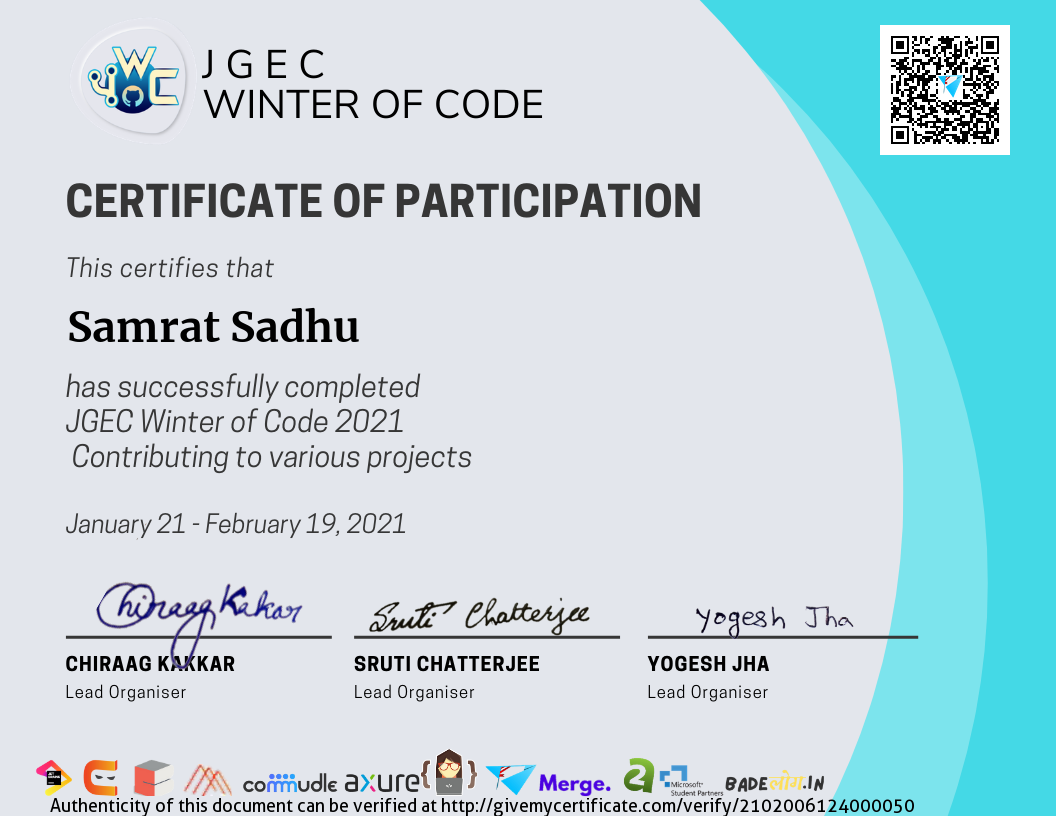 JWOC
JGEC
WINTER OF CODE
CERTIFICATE OF PARTICIPATION
This certifies that
Samrat Sadhu
has successfully completed
JGEC Winter of Code 2021
Contributing to various projects
January 21 - February 19, 2021
Chiraag Kakar
Sruti Chatterjee
Yogesh Jha
CHIRAAG KAKKAR
SRUTI CHATTERJEE
YOGESH JHA
Lead Organiser
Lead Organiser
Lead Organiser
commudle axure Merge. Microsoft Student Partners BADEलोग.IN
Authenticity of this document can be verified at http://givemycertificate.com/verify/2102006124000050